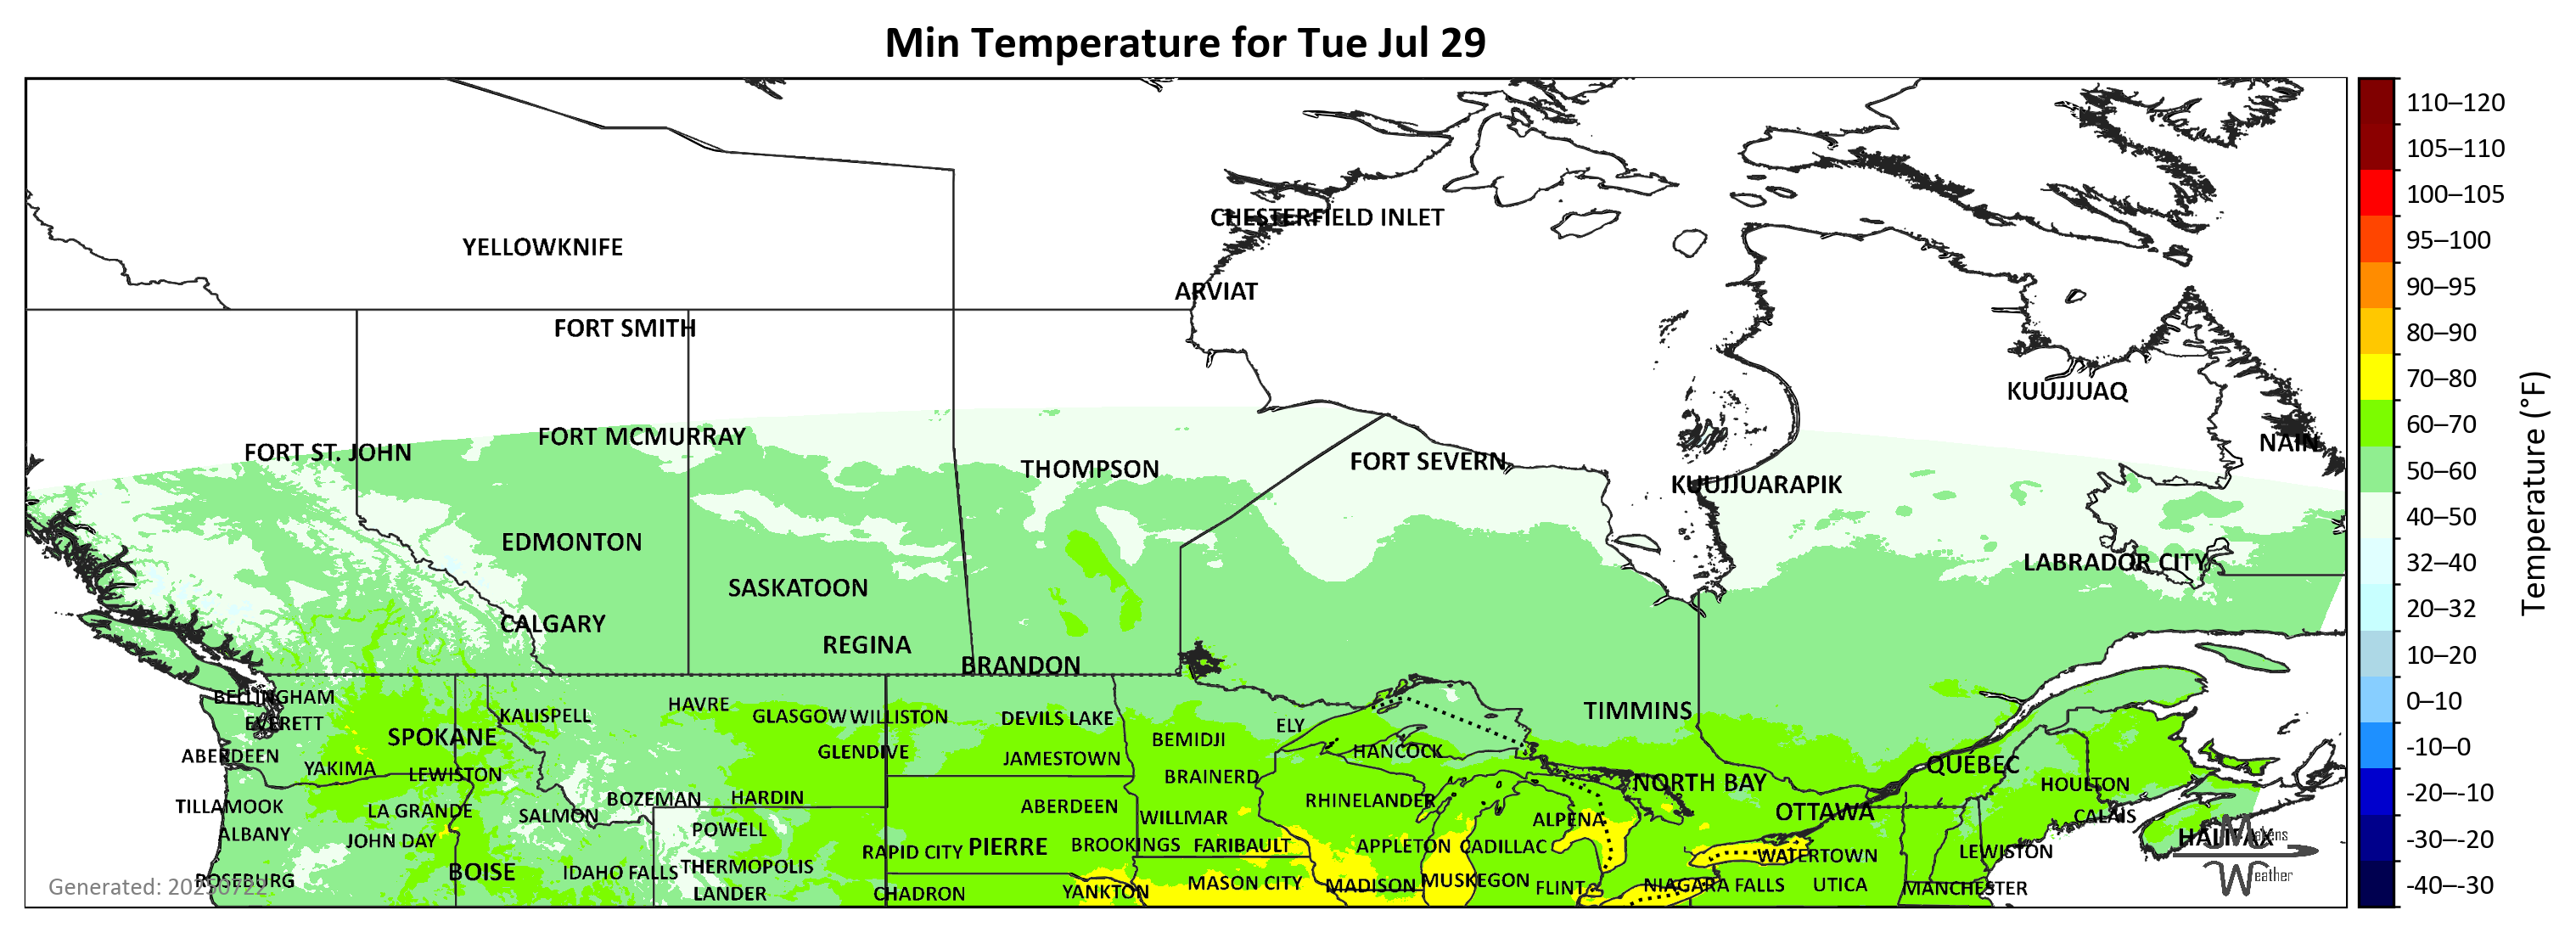 Min Temperature for Tue Jul 29
CHESTERFIELD INLET
YELLOWKNIFE
ARVIAT
FORT SMITH
KUUJJUAQ
FORT MCMURRAY
NAIN
FORT ST. JOHN
FORT SEVERN
THOMPSON
KUUJJUARAPIK
EDMONTON
LABRADOR CITY
SASKATOON
CALGARY
REGINA
BRANDON
BELLINGHAM
HAVRE
TIMMINS
KALISPELL
GLASGOW
WILLISTON
DEVILS LAKE
EVERETT
ELY
SPOKANE
BEMIDJI
HANCOCK
GLENDIVE
ABERDEEN
JAMESTOWN
QUÉBEC
YAKIMA
LEWISTON
BRAINERD
NORTH BAY
HOULTON
BOZEMAN
HARDIN
RHINELANDER
TILLAMOOK
ABERDEEN
LA GRANDE
OTTAWA
SALMON
WILLMAR
CALAIS
ALPENA
POWELL
ALBANY
HALIFAX
JOHN DAY
BROOKINGS
FARIBAULT
APPLETON
CADILLAC
PIERRE
RAPID CITY
LEWISTON
WATERTOWN
THERMOPOLIS
BOISE
IDAHO FALLS
ROSEBURG
MUSKEGON
MASON CITY
MADISON
NIAGARA FALLS
UTICA
FLINT
MANCHESTER
YANKTON
LANDER
CHADRON
Generated: 20250722
Makens
Weather
110–120
105–110
100–105
95–100
90–95
80–90
70–80
60–70
50–60
40–50
32–40
20–32
10–20
0–10
-10–0
-20–-10
-30–-20
-40–-30
Temperature (°F)